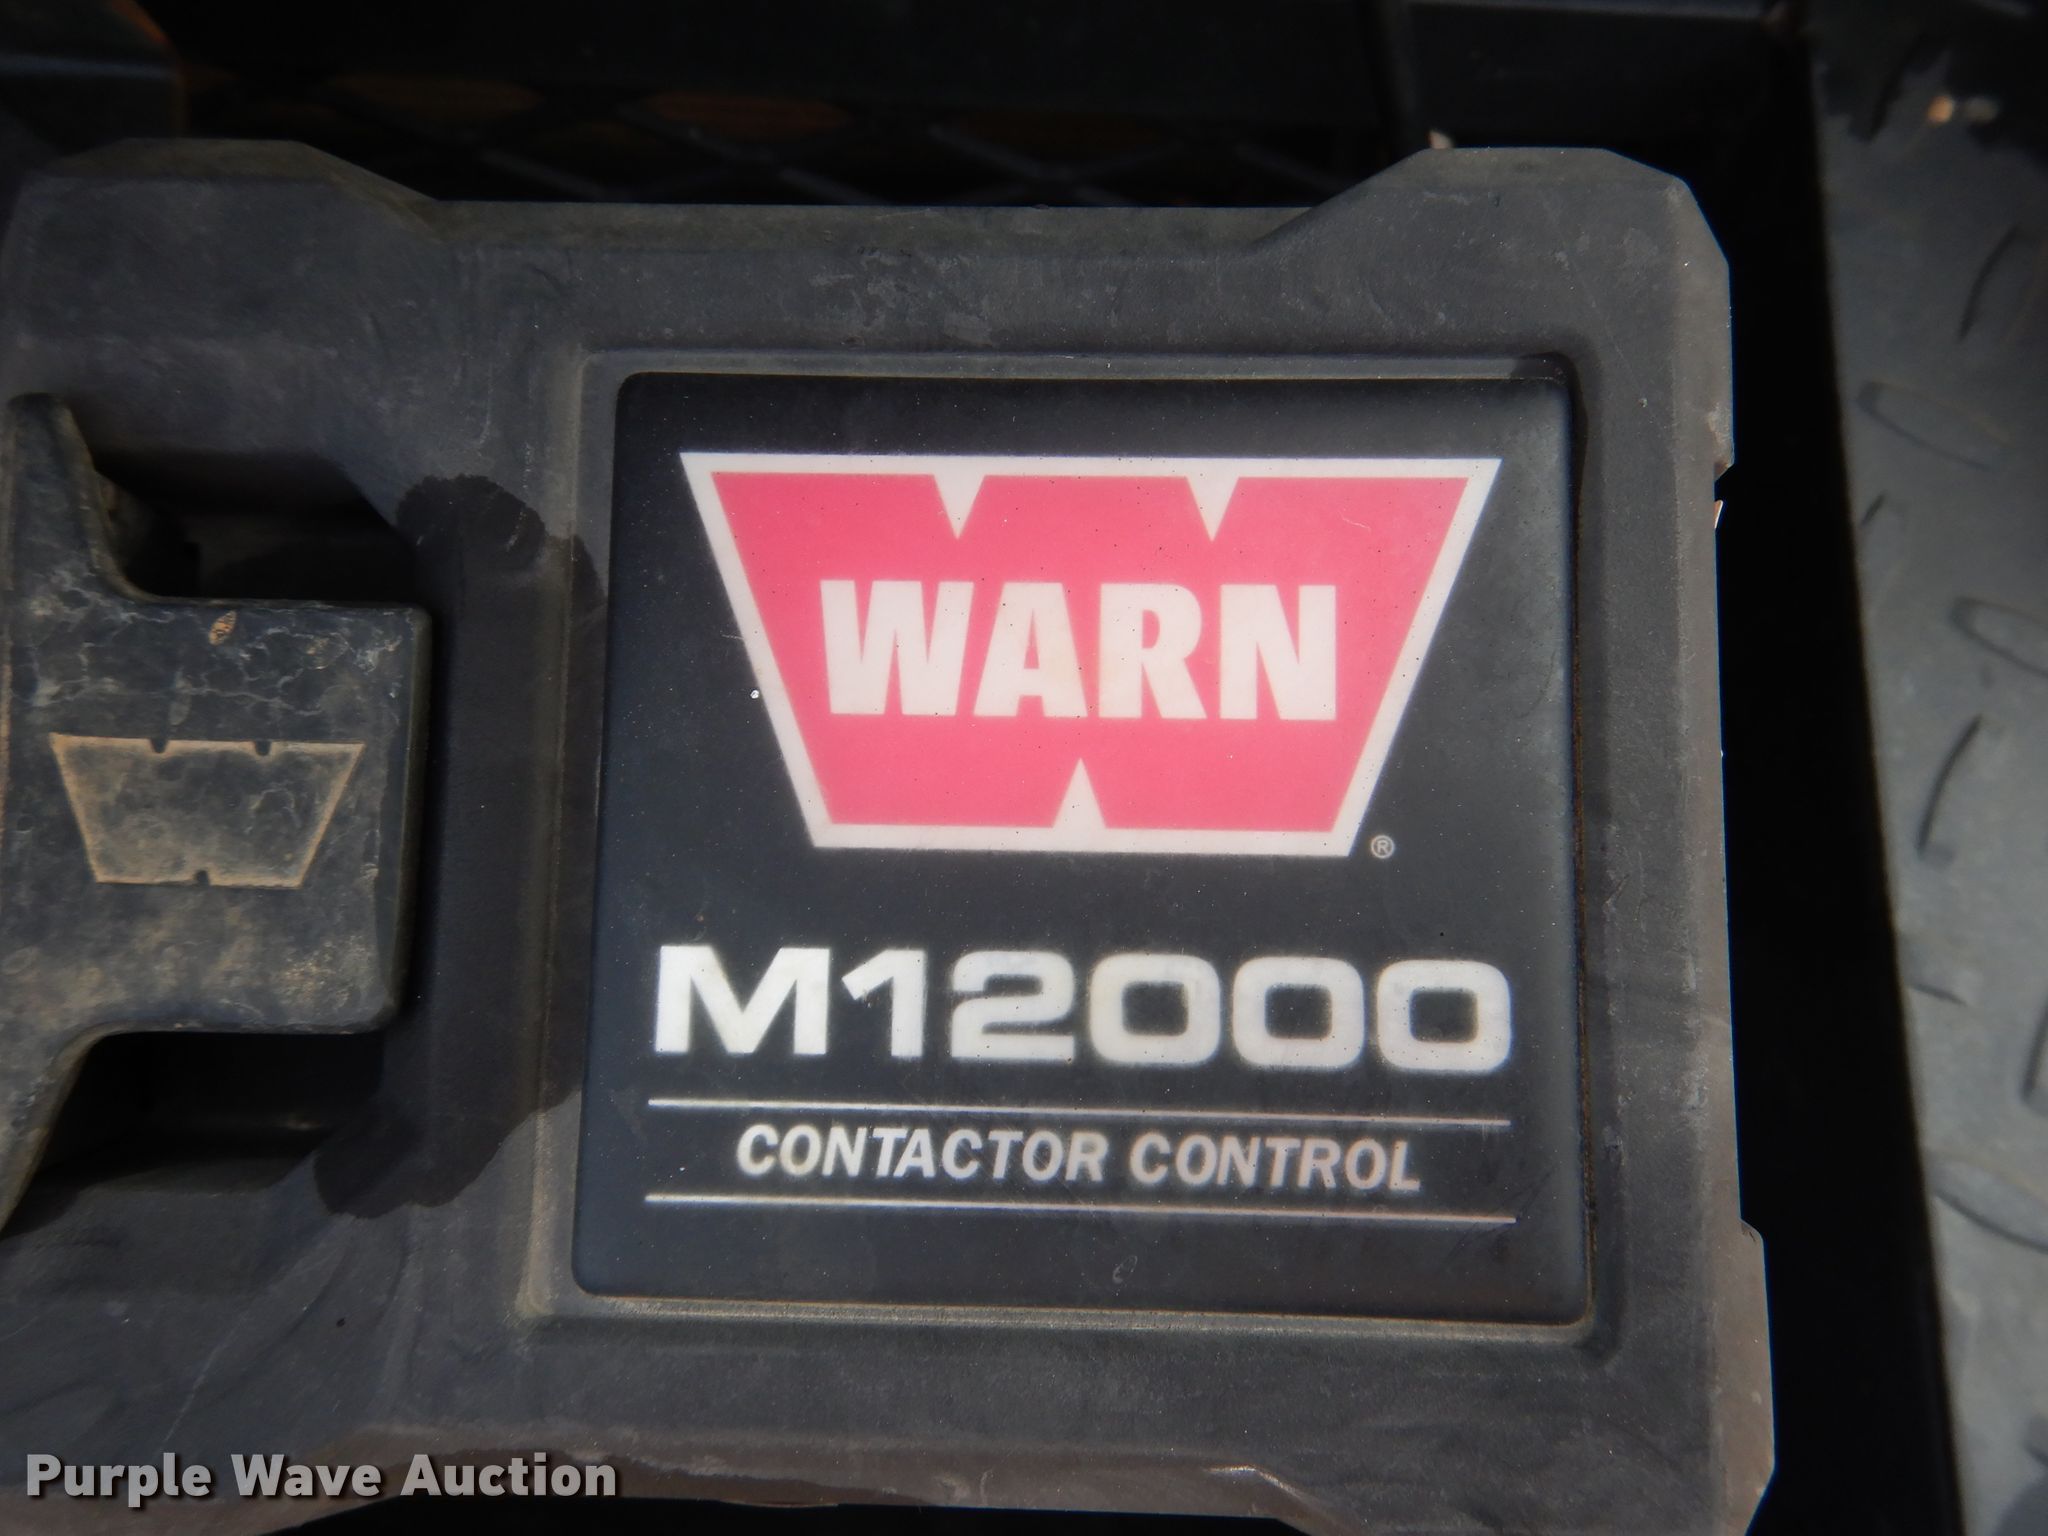 WARN
®
M12000
CONTACTOR CONTROL
Purple Wave Auction